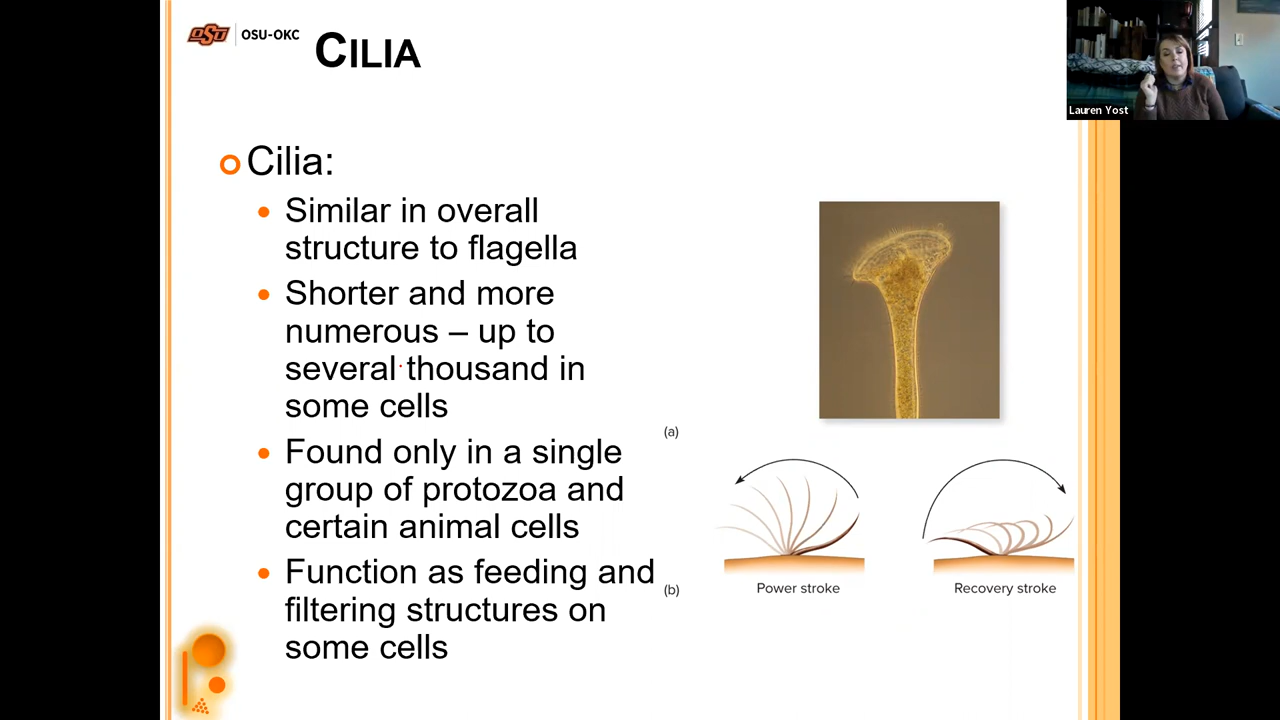 OSU OSU-OKC
CILIA
Lauren Yost
Cilia:
Similar in overall
structure to flagella
Shorter and more
numerous – up to
several thousand in
some cells
Found only in a single
group of protozoa and
certain animal cells
Function as feeding and
filtering structures on
some cells
(a)
(b)
Power stroke
Recovery stroke